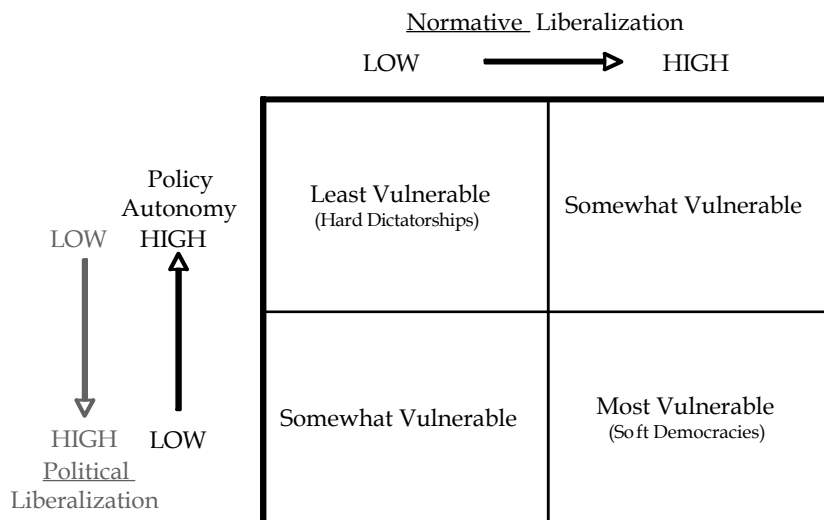 Normative Liberalization
LOW HIGH
Policy
Autonomy
LOW HIGH
Least Vulnerable
(Hard Dictatorships)
Somewhat Vulnerable
Somewhat Vulnerable
Most Vulnerable
(Soft Democracies)
HIGH LOW
Political
Liberalization